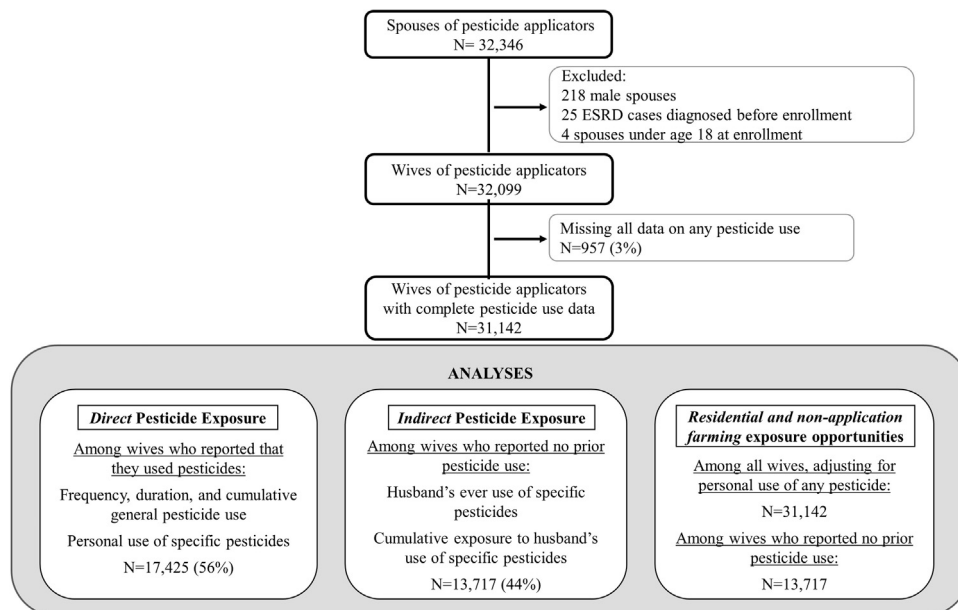 Spouses of pesticide applicators
N= 32,346
Excluded:
218 male spouses
25 ESRD cases diagnosed before enrollment
4 spouses under age 18 at enrollment
Wives of pesticide applicators
N=32,099
Missing all data on any pesticide use
N=957 (3%)
Wives of pesticide applicators
with complete pesticide use data
N=31,142
ANALYSES
Direct Pesticide Exposure
Among wives who reported that
they used pesticides:
Frequency, duration, and cumulative
general pesticide use
Personal use of specific pesticides
N=17,425 (56%)
Indirect Pesticide Exposure
Among wives who reported no prior
pesticide use:
Husband’s ever use of specific
pesticides
Cumulative exposure to husband’s
use of specific pesticides
N=13,717 (44%)
Residential and non-application
farming exposure opportunities
Among all wives, adjusting for
personal use of any pesticide:
N=31,142
Among wives who reported no prior
pesticide use:
N=13,717